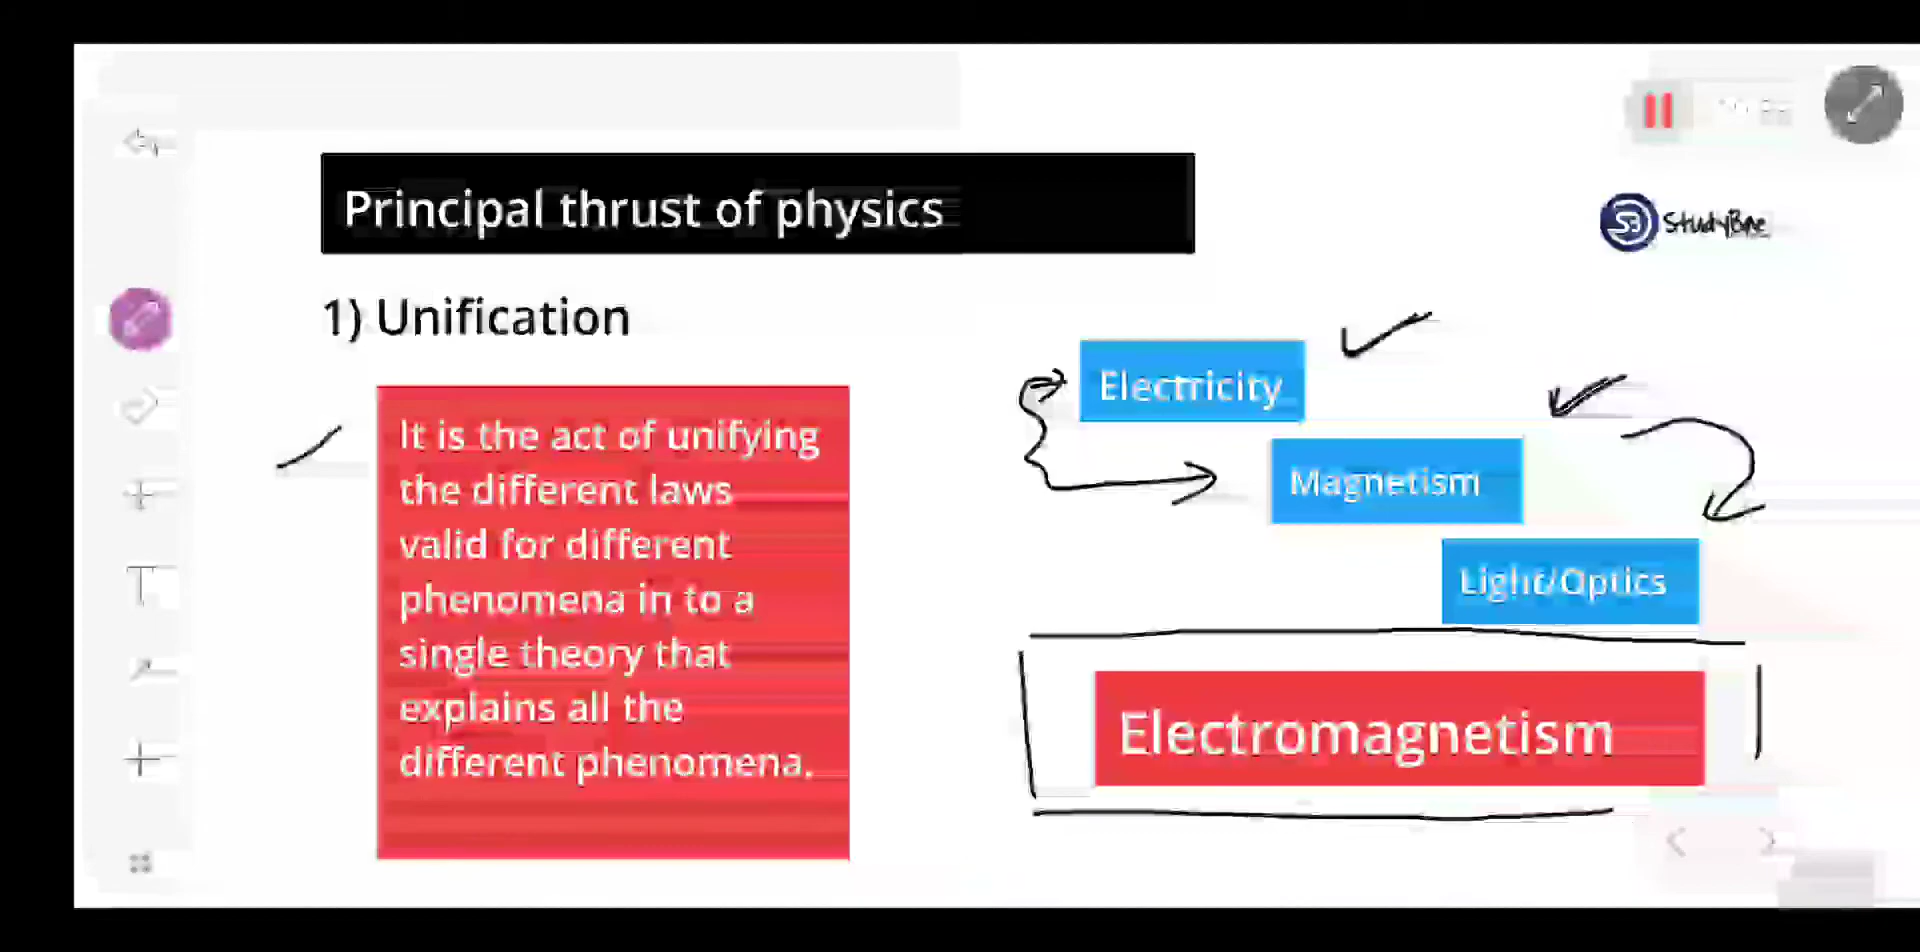 Principal thrust of physics
StudyBae
1) Unification
Electricity
It is the act of unifying
the different laws
valid for different
phenomena in to a
single theory that
explains all the
different phenomena.
Magnetism
Light/Optics
Electromagnetism